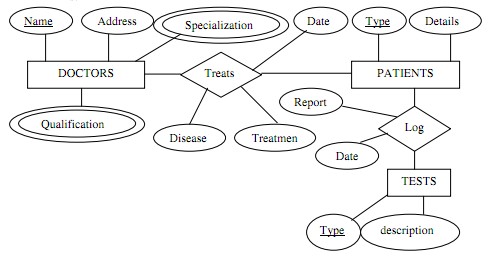 Name
Address
Specialization
Date
Type
Details
DOCTORS
Treats
PATIENTS
Qualification
Disease
Treatmen
Report
Log
Date
TESTS
Type
description